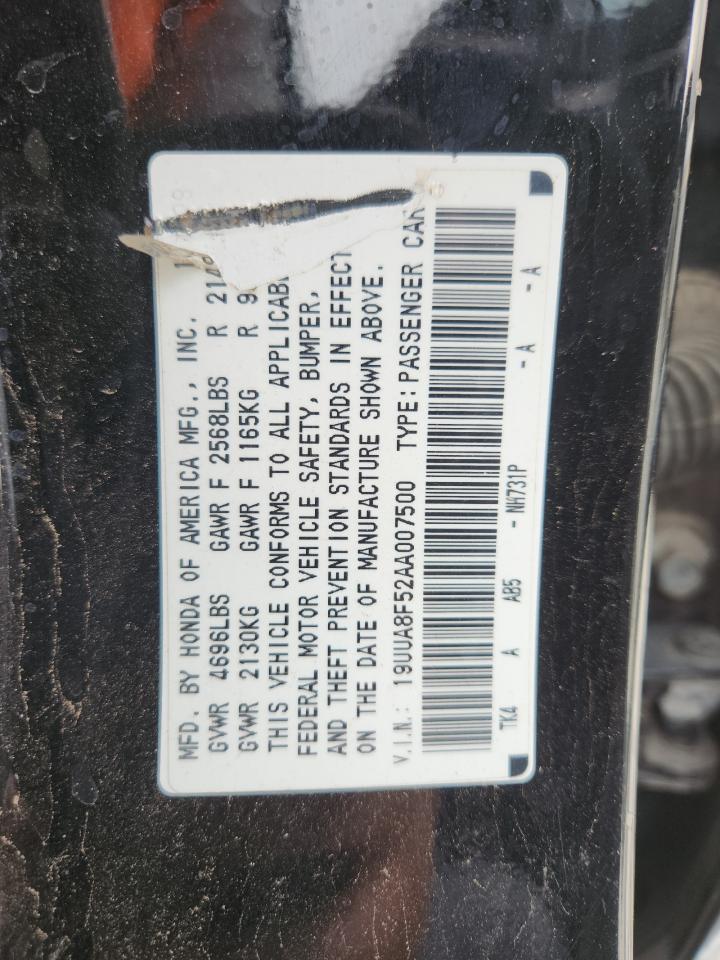 MFD. BY HONDA OF AMERICA MFG., INC.
GVWR 4696LBS GAWR F 2568LBS R
GVWR 2130KG GAWR F 1165KG R
THIS VEHICLE CONFORMS TO ALL
FEDERAL MOTOR VEHICLE SAFETY, BUMPER,
AND THEFT PREVENTION STANDARDS IN EFFECT
ON THE DATE OF MANUFACTURE SHOWN ABOVE.
V.I.N.: 19UUA8F52AA007500 TYPE: PASSENGER CAR
TK4 A AB5 - NH731P - A - A